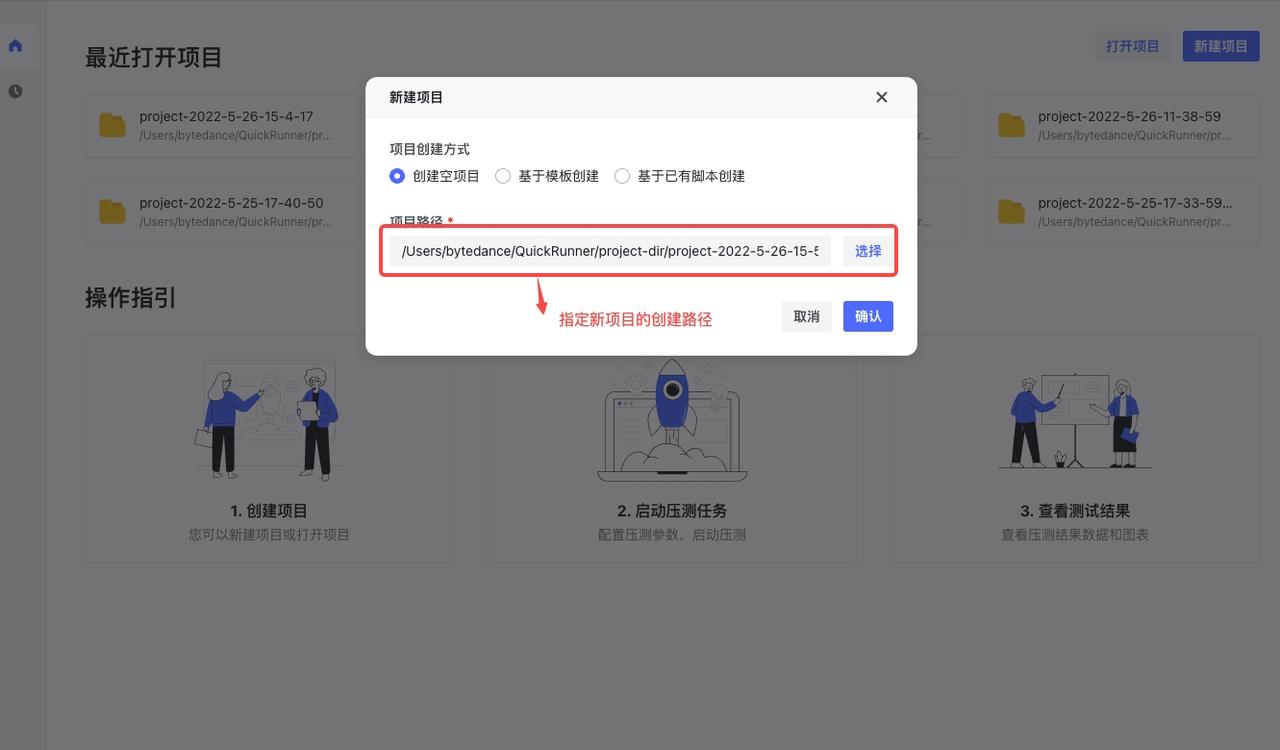 最近打开项目
打开项目
新建项目
project-2022-5-26-15-4-17
/Users/bytedance/QuickRunner/pr...
project-2022-5-26-11-38-59
/Users/bytedance/QuickRunner/pr...
project-2022-5-25-17-40-50
/Users/bytedance/QuickRunner/pr...
project-2022-5-25-17-33-59...
/Users/bytedance/QuickRunner/pr...
新建项目
项目创建方式
创建空项目 基于模板创建 基于已有脚本创建
项目路径 *
/Users/bytedance/QuickRunner/project-dir/project-2022-5-26-15-5
选择
指定新项目的创建路径
取消
确认
操作指引
1. 创建项目
您可以新建项目或打开项目
2. 启动压测任务
配置压测参数，启动压测
3. 查看测试结果
查看压测结果数据和图表